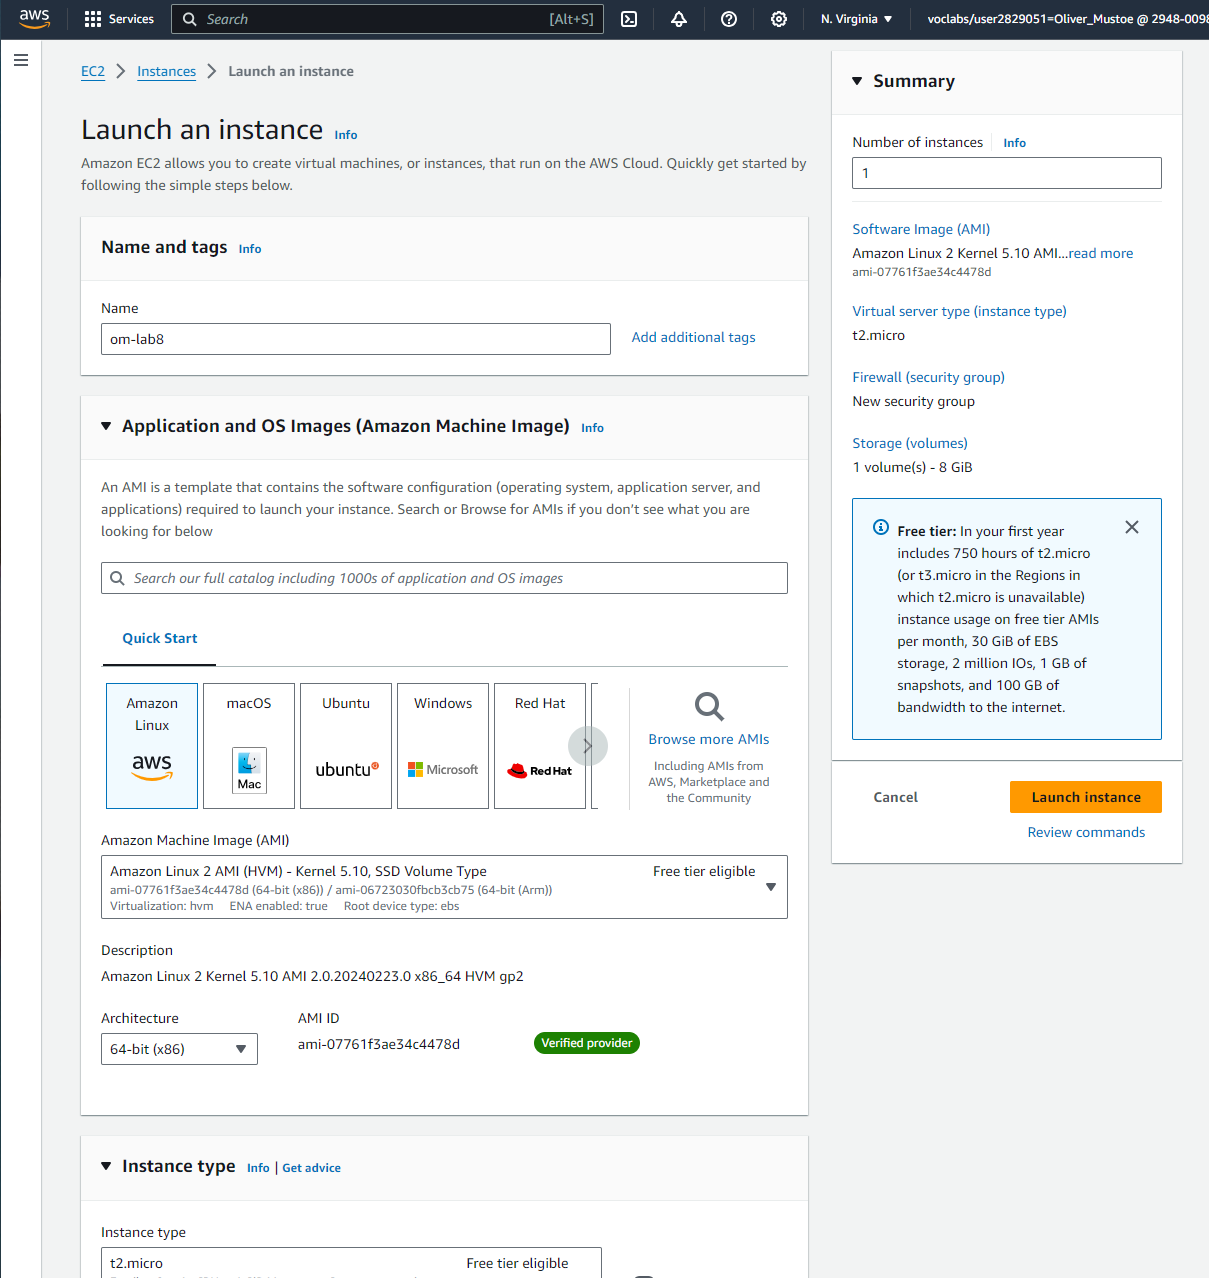 aws
Services
Search
[Alt+S]
N. Virginia
voclabs/user2829051=Oliver_Mustoe @ 2948-0098
EC2
Instances
Launch an instance
Launch an instance Info
Amazon EC2 allows you to create virtual machines, or instances, that run on the AWS Cloud. Quickly get started by
following the simple steps below.
Name and tags Info
Name
om-lab8
Add additional tags
Application and OS Images (Amazon Machine Image) Info
An AMI is a template that contains the software configuration (operating system, application server, and
applications) required to launch your instance. Search or Browse for AMIs if you don't see what you are
looking for below
Search our full catalog including 1000s of application and OS images
Quick Start
Amazon
Linux
aws
macOS
Mac
Ubuntu
ubuntu
Windows
Microsoft
Red Hat
Red Hat
Browse more AMIs
Including AMIs from
AWS, Marketplace and
the Community
Amazon Machine Image (AMI)
Amazon Linux 2 AMI (HVM) - Kernel 5.10, SSD Volume Type
Free tier eligible
ami-07761f3ae34c4478d (64-bit (x86)) / ami-06723030fbcb3cb75 (64-bit (Arm))
Virtualization: hvm ENA enabled: true Root device type: ebs
Description
Amazon Linux 2 Kernel 5.10 AMI 2.0.20240223.0 x86_64 HVM gp2
Architecture
64-bit (x86)
AMI ID
ami-07761f3ae34c4478d
Verified provider
Instance type Info | Get advice
Instance type
t2.micro
Free tier eligible
Summary
Number of instances Info
1
Software Image (AMI)
Amazon Linux 2 Kernel 5.10 AMI...read more
ami-07761f3ae34c4478d
Virtual server type (instance type)
t2.micro
Firewall (security group)
New security group
Storage (volumes)
1 volume(s) - 8 GiB
Free tier: In your first year
includes 750 hours of t2.micro
(or t3.micro in the Regions in
which t2.micro is unavailable)
instance usage on free tier AMIs
per month, 30 GiB of EBS
storage, 2 million IOs, 1 GB of
snapshots, and 100 GB of
bandwidth to the internet.
Cancel
Launch instance
Review commands